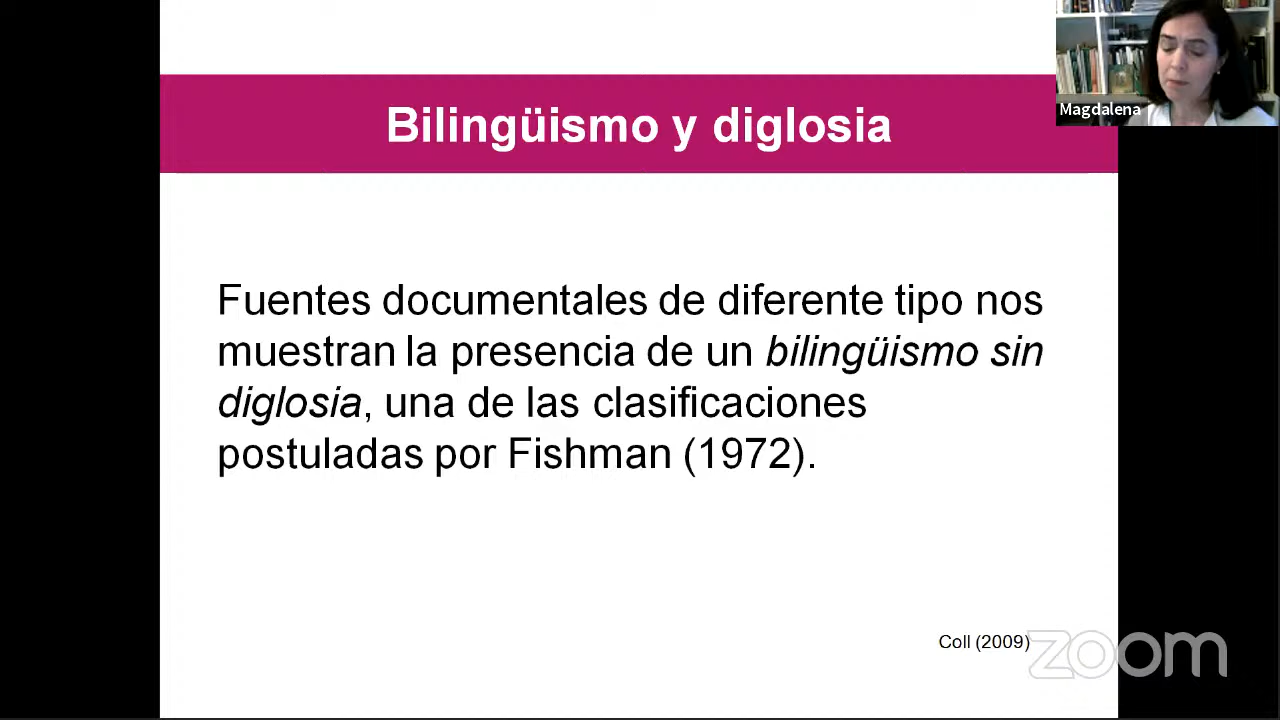 Bilingüismo y diglosia
Magdalena
Fuentes documentales de diferente tipo nos
muestran la presencia de un bilingüismo sin
diglosia, una de las clasificaciones
postuladas por Fishman (1972).
Coll (2009)
zoom